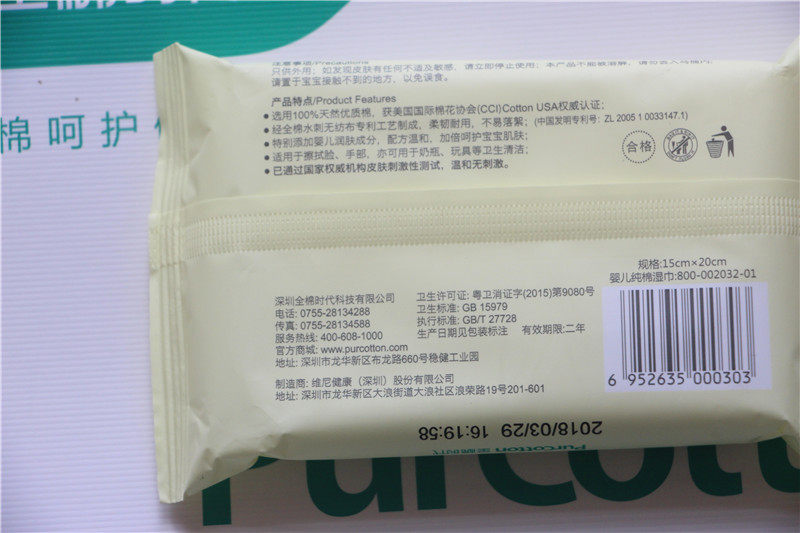 棉呵护
注意事项/Precautions
只供外用；如发现皮肤有任何不适及敏感，请立即停止使用；本产品不能被溶解，请勿丢入马桶内；
请置于宝宝接触不到的地方，以免误食。
产品特点/Product Features
●选用100%天然优质棉，获美国国际棉花协会(CCI)Cotton USA权威认证；
●经全棉水刺无纺布专利工艺制成，柔韧耐用，不易落絮；(中国发明专利号：ZL 2005 1 0033147.1)
●特别添加婴儿润肤成分，配方温和，加倍呵护宝宝肌肤；
●适用于擦拭脸、手部，亦可用于奶瓶、玩具等卫生清洁；
●已通过国家权威机构皮肤刺激性测试，温和无刺激。
合格
规格:15cm×20cm
婴儿纯棉湿巾:800-002032-01
深圳全棉时代科技有限公司
电话: 0755-28134288
传真: 0755-28134588
服务热线: 400-608-1000
官方商城: www.purcotton.com
地址: 深圳市龙华新区布龙路660号稳健工业园
卫生许可证: 粤卫消证字(2015)第9080号
卫生标准: GB 15979
执行标准: GB/T 27728
生产日期见包装标注 有效期限:二年
制造商: 维尼健康（深圳）股份有限公司
地址: 深圳市龙华新区大浪街道大浪社区浪荣路19号201-601
6 952635 000303
2018/03/29 16:19:58
Purcotton 全棉时代
PurCott